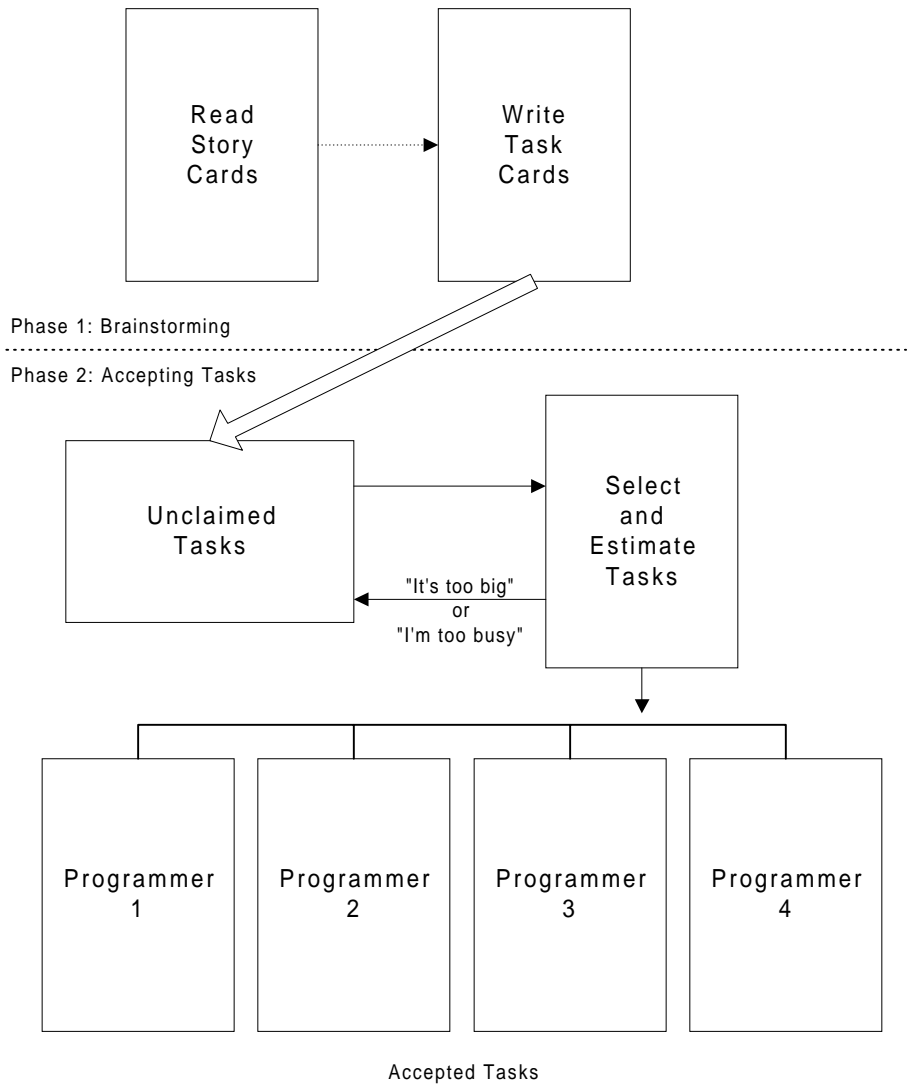 Read
Story
Cards
Write
Task
Cards
Phase 1: Brainstorming
Phase 2: Accepting Tasks
Unclaimed
Tasks
Select
and
Estimate
Tasks
"It's too big"
or
"I'm too busy"
Programmer
1
Programmer
2
Programmer
3
Programmer
4
Accepted Tasks